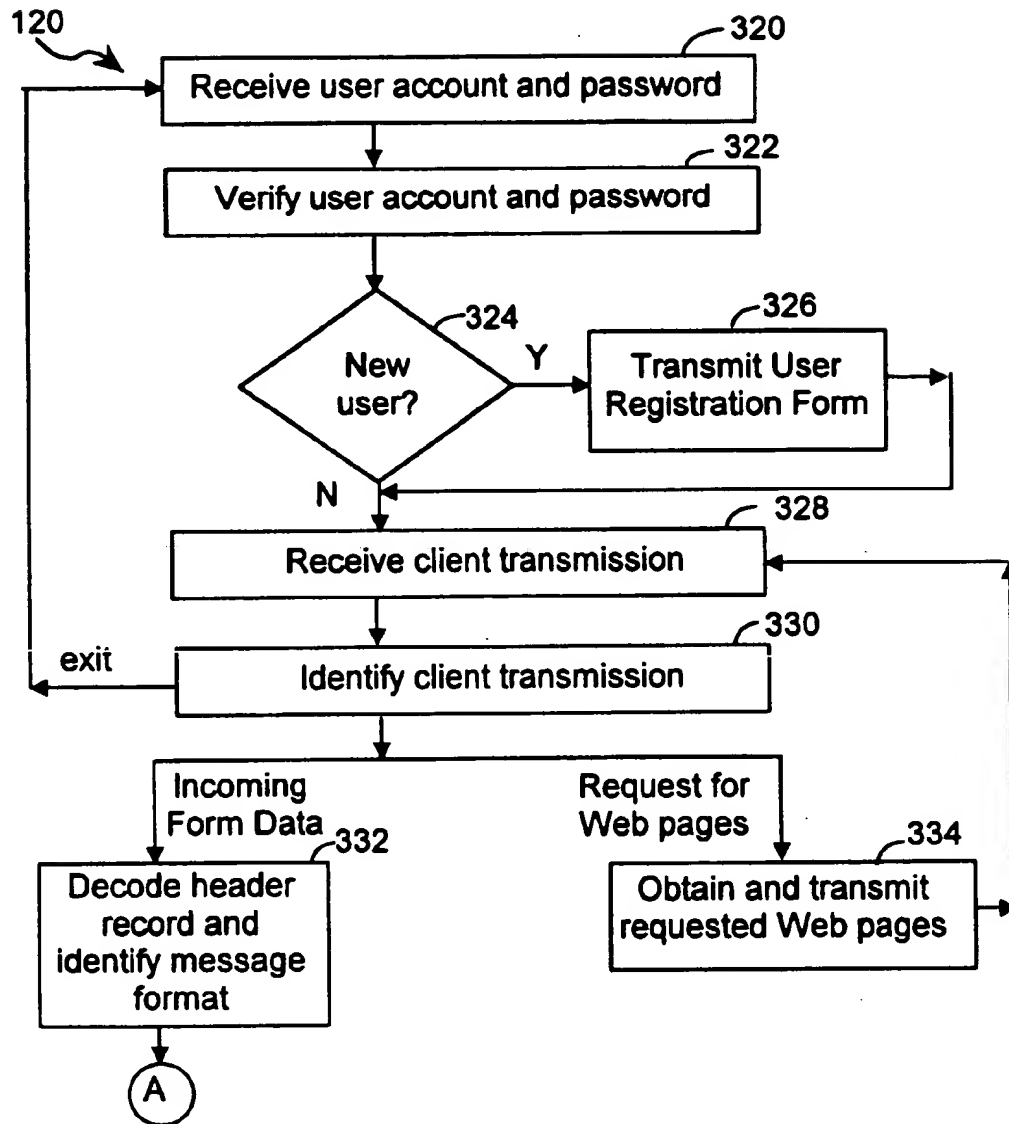 120
320
Receive user account and password
322
Verify user account and password
324
New
user?
Y
326
Transmit User
Registration Form
N
328
Receive client transmission
330
exit
Identify client transmission
Incoming
Form Data
Request for
Web pages
332
Decode header
record and
identify message
format
334
Obtain and transmit
requested Web pages
A